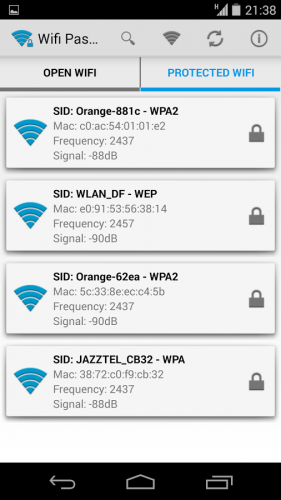 21:38
Wifi Pas...
OPEN WIFI
PROTECTED WIFI
SID: Orange-881c - WPA2
Mac: c0:ac:54:01:01:e2
Frequency: 2437
Signal: -88dB
SID: WLAN_DF - WEP
Mac: e0:91:53:56:38:14
Frequency: 2457
Signal: -90dB
SID: Orange-62ea - WPA2
Mac: 5c:33:8e:ec:c4:5b
Frequency: 2437
Signal: -90dB
SID: JAZZTEL_CB32 - WPA
Mac: 38:72:c0:f9:cb:32
Frequency: 2437
Signal: -88dB